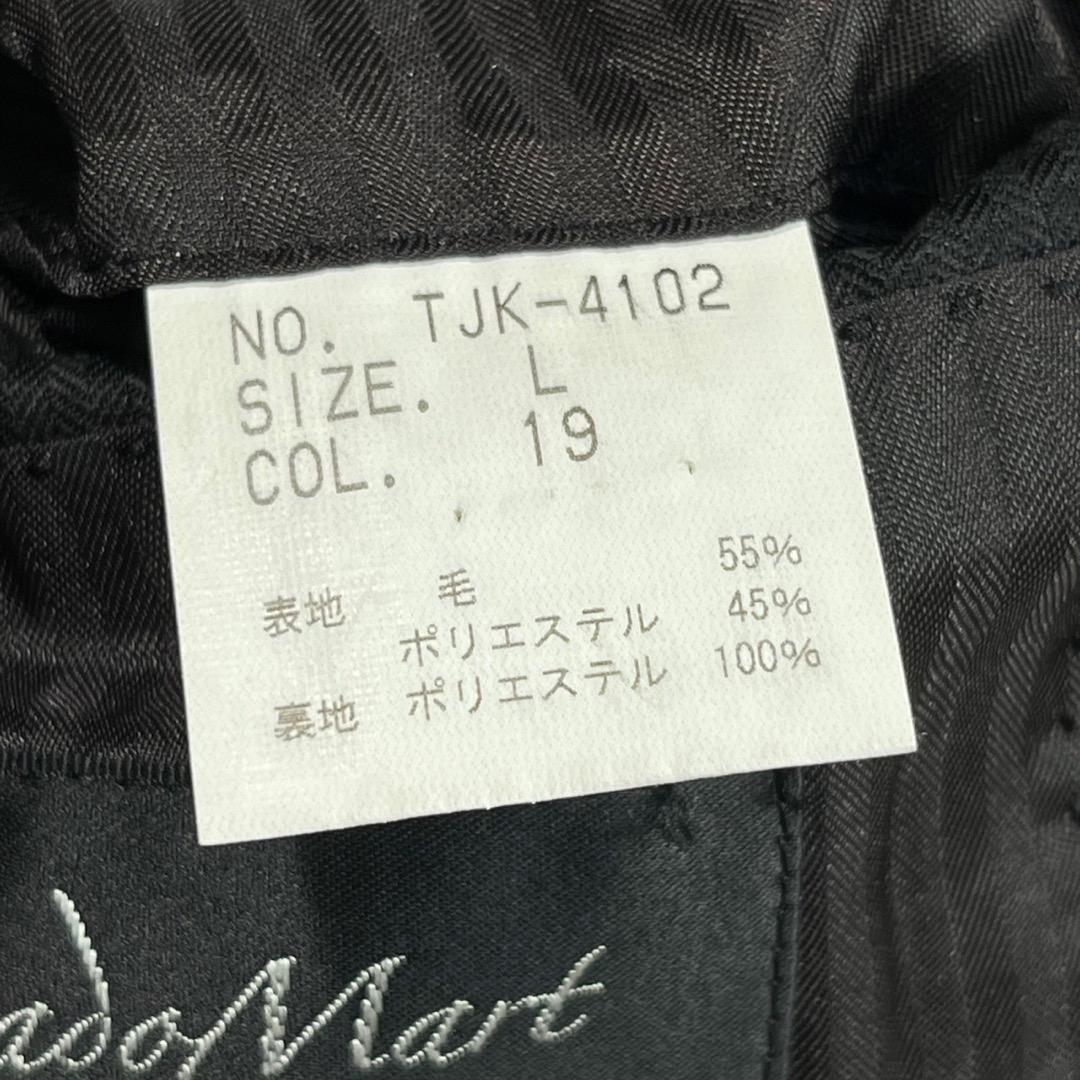 NO. TJK-4102
SIZE. L
COL. 19
表地 毛 55%
ポリエステル 45%
裏地 ポリエステル 100%
adoMart